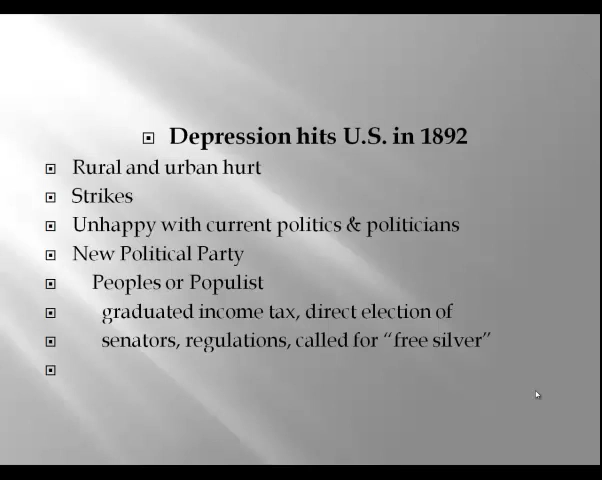 Depression hits U.S. in 1892
Rural and urban hurt
Strikes
Unhappy with current politics & politicians
New Political Party
Peoples or Populist
graduated income tax, direct election of
senators, regulations, called for “free silver”